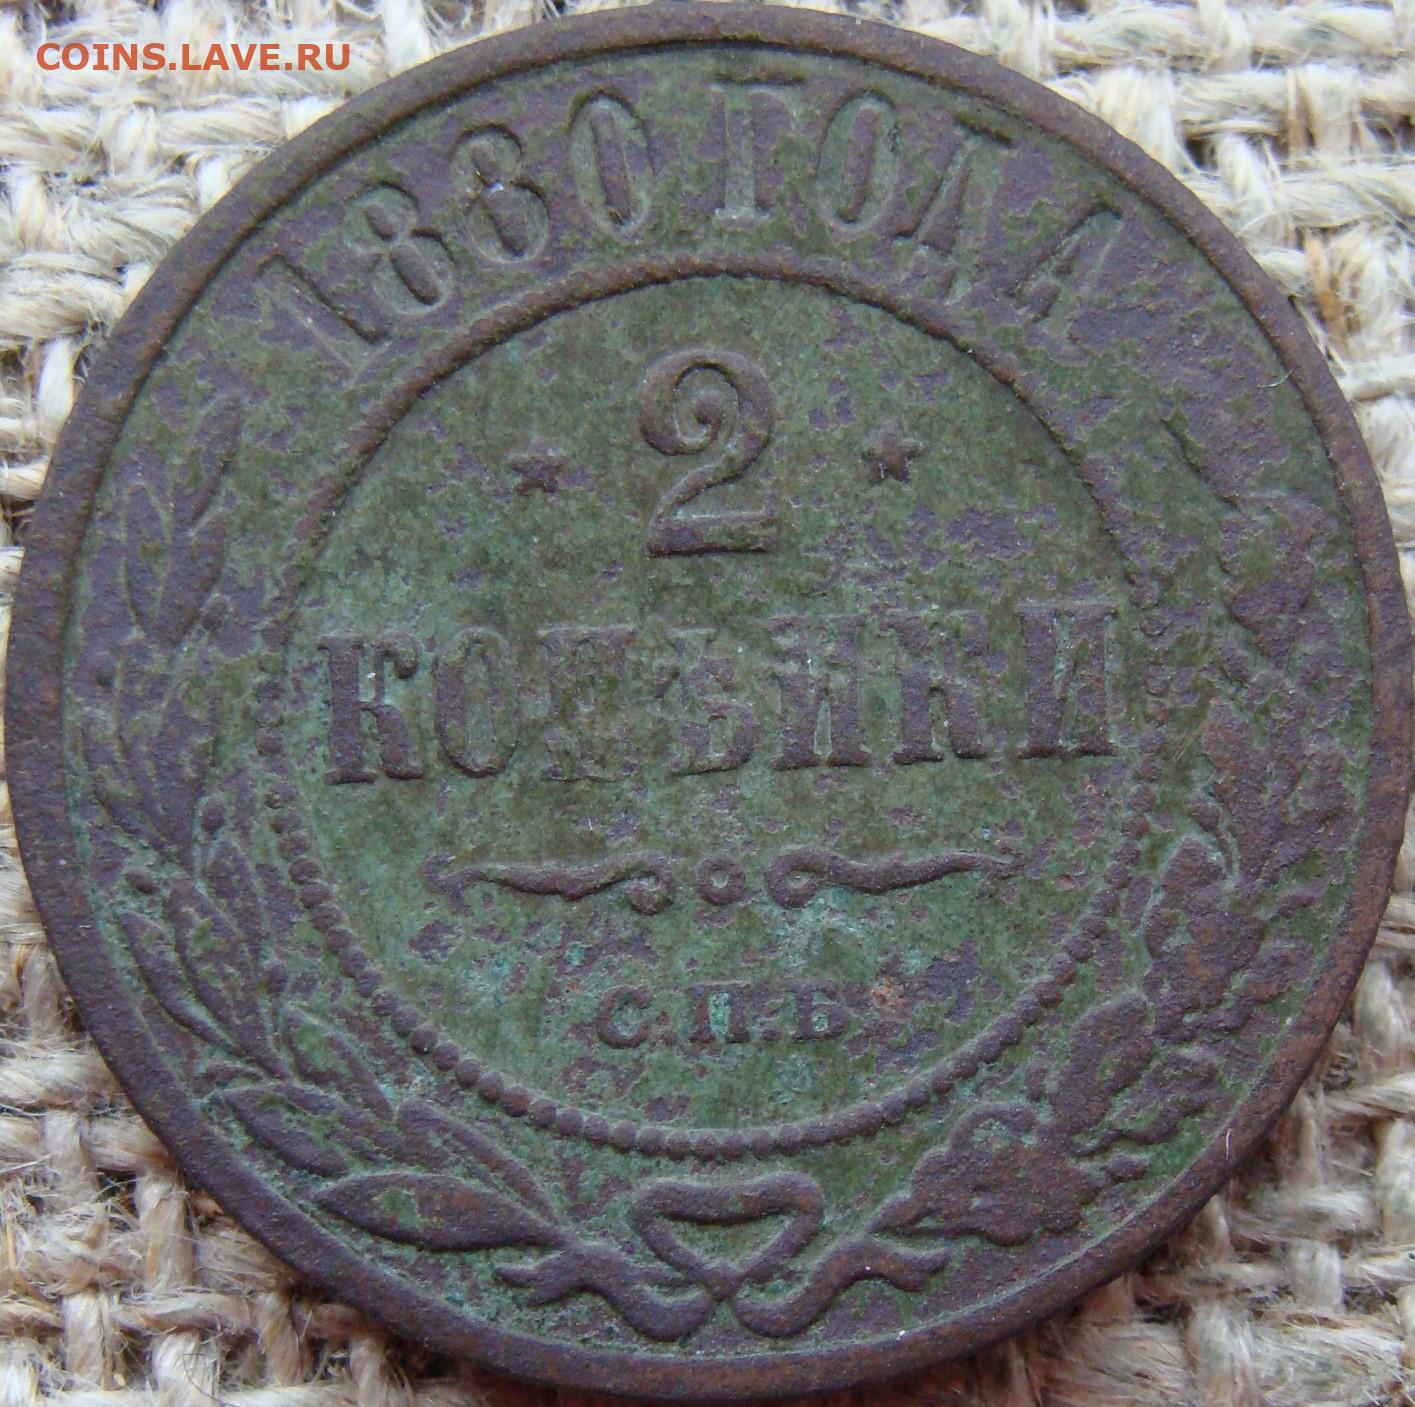 COINS.LAVE.RU
1880 ГОДА
2
КОПѢЙКИ
С.П.Б.